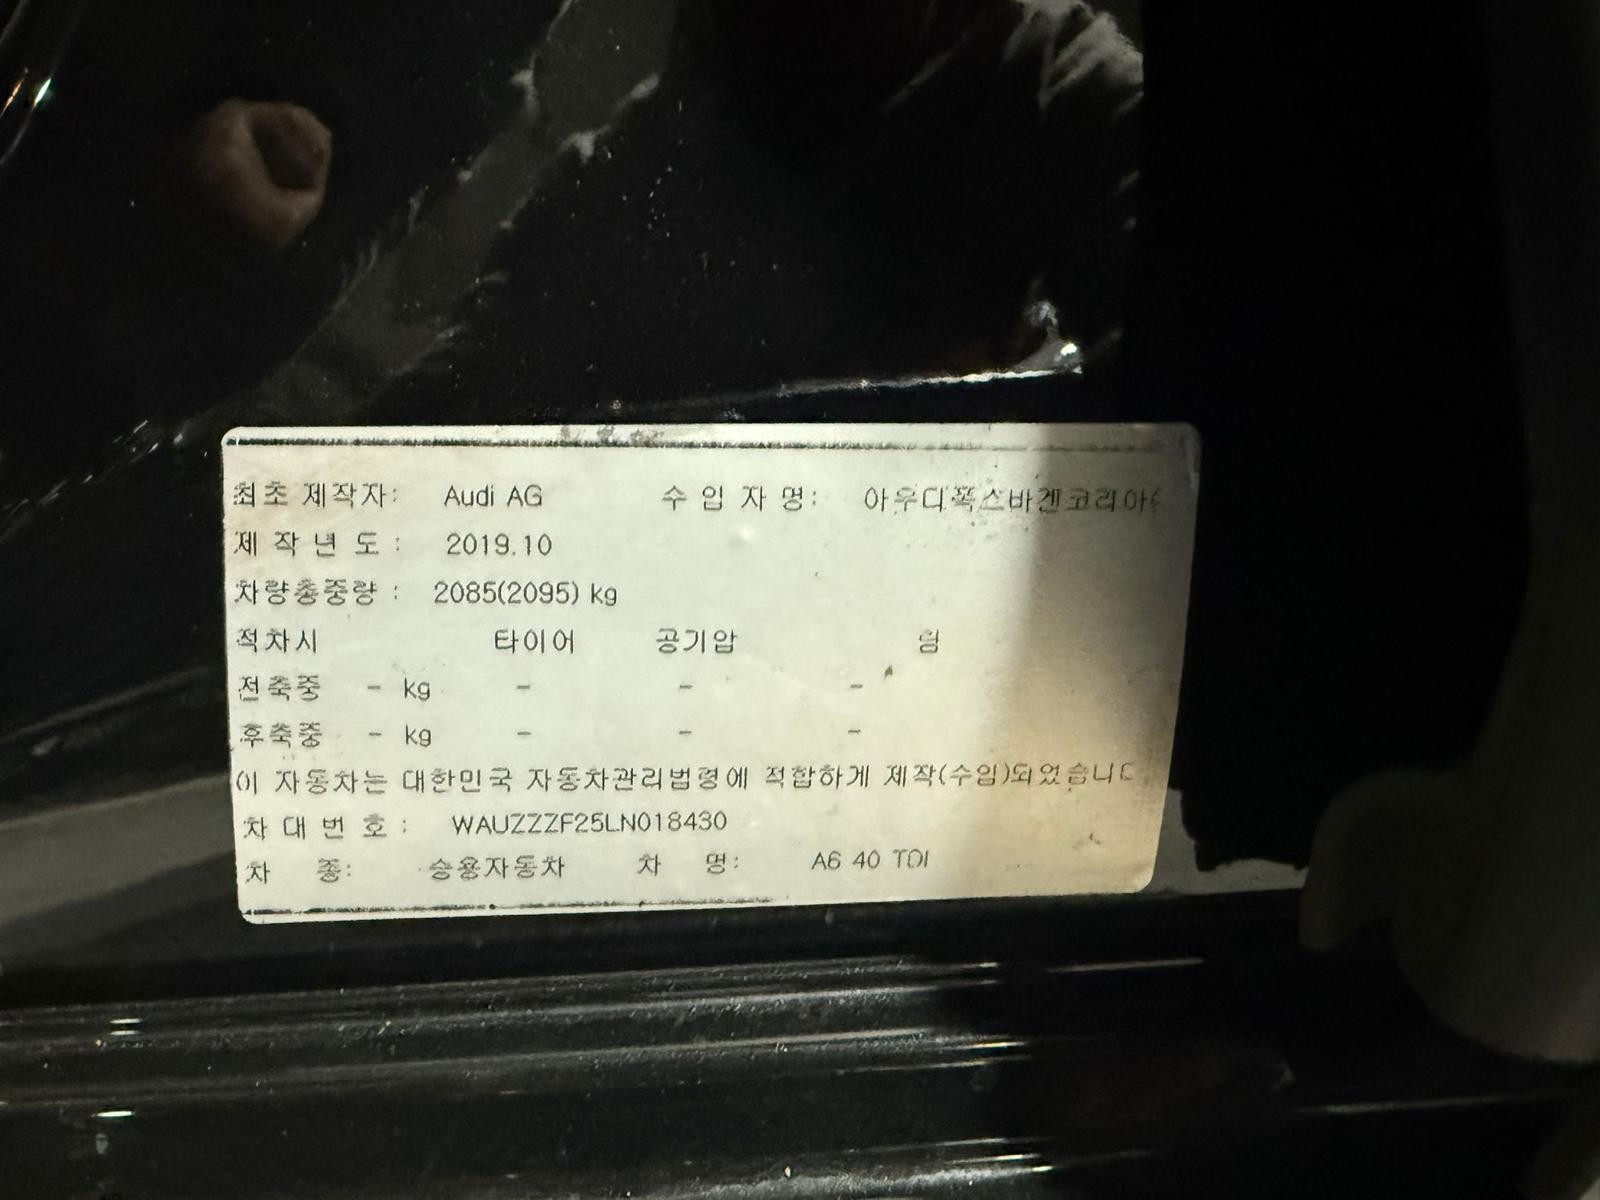 최초 제작자: Audi AG 수 입 자 명: 아우디폭스바겐코리아(
제 작 년 도 : 2019.10
차량총중량 : 2085(2095) kg
적차시 타이어 공기압 림
전축중 - kg - - -
후축중 - kg - - -
이 자동차는 대한민국 자동차관리법령에 적합하게 제작(수입)되었습니다
차 대 번 호 : WAUZZZF25LN018430
차 종: 승용자동차 차 명: A6 40 TDI